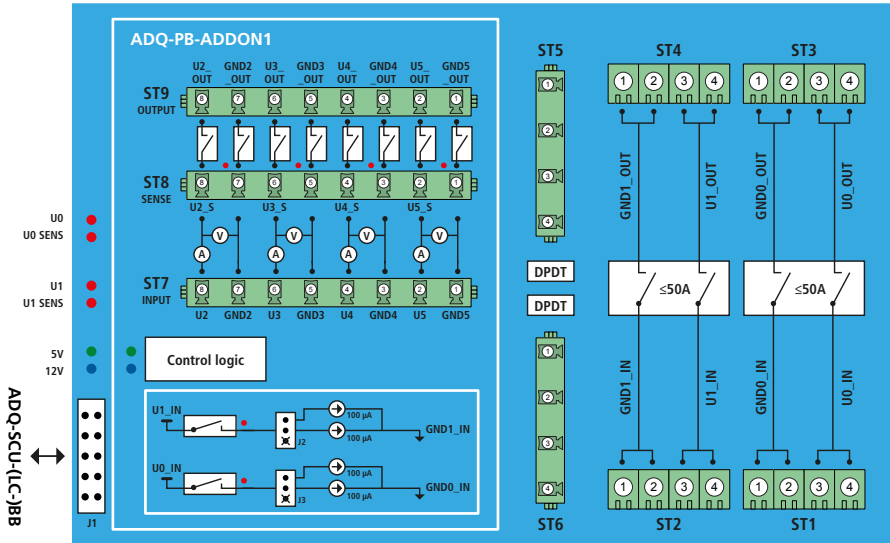 ADQ-PB-ADDON1
U2_ GND2 U3_ GND3 U4_ GND4 U5_ GND5
OUT _OUT OUT _OUT OUT _OUT OUT _OUT
ST9
OUTPUT
8 7 6 5 4 3 2 1
ST8
SENSE
8 7 6 5 4 3 2 1
U2_S U3_S U4_S U5_S
V V V V
A A A A
ST7
INPUT
8 7 6 5 4 3 2 1
U2 GND2 U3 GND3 U4 GND4 U5 GND5
U0
U0 SENS
U1
U1 SENS
5V
12V
Control logic
U1_IN
J2
100 µA
100 µA
GND1_IN
U0_IN
J3
100 µA
100 µA
GND0_IN
ADQ-SCU-(LC-)BB
J1
ST5
1
2
3
4
DPDT
DPDT
1
2
3
4
ST6
ST4
1 2 3 4
GND1_OUT
U1_OUT
≤50A
GND1_IN
U1_IN
1 2 3 4
ST2
ST3
1 2 3 4
GND0_OUT
U0_OUT
≤50A
GND0_IN
U0_IN
1 2 3 4
ST1